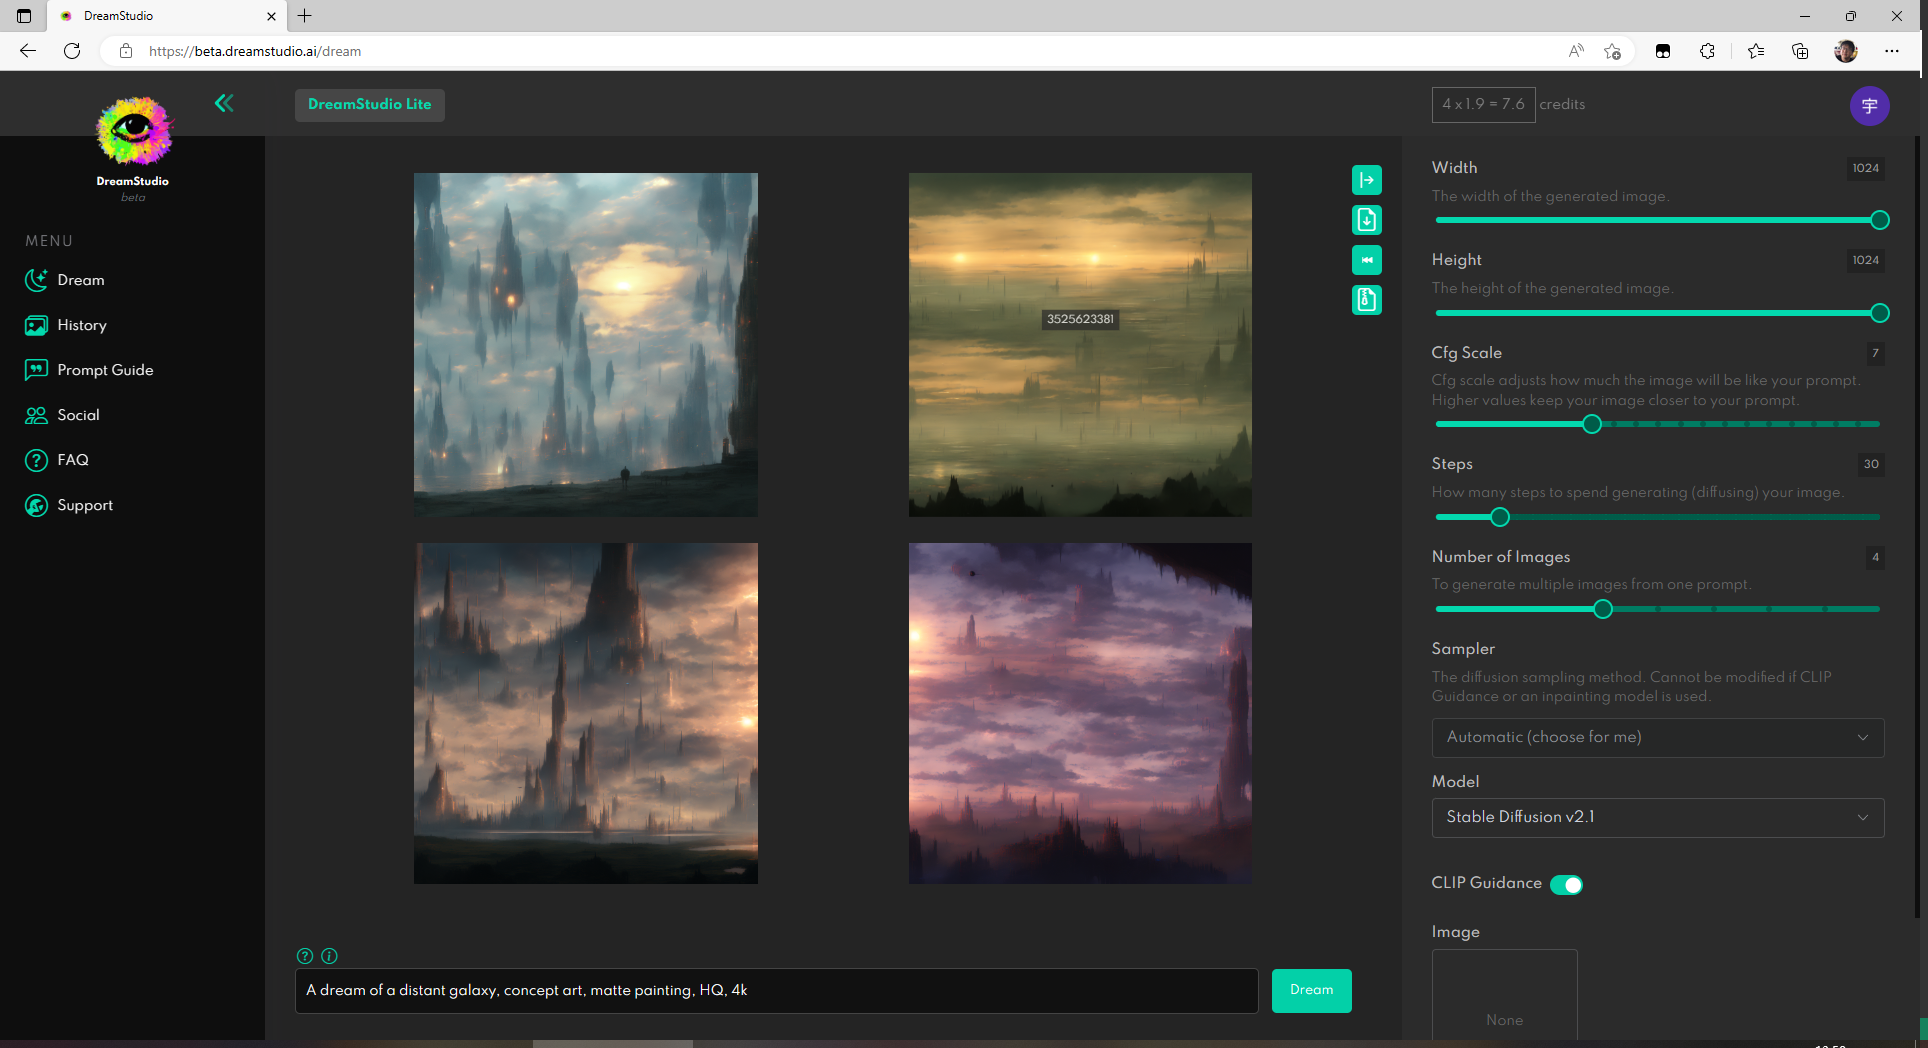 DreamStudio
https://beta.dreamstudio.ai/dream
DreamStudio Lite
4 x 1.9 = 7.6 credits
宇
DreamStudio
beta
MENU
Dream
History
Prompt Guide
Social
FAQ
Support
3525623381
A dream of a distant galaxy, concept art, matte painting, HQ, 4k
Dream
Width
1024
The width of the generated image.
Height
1024
The height of the generated image.
Cfg Scale
7
Cfg scale adjusts how much the image will be like your prompt.
Higher values keep your image closer to your prompt.
Steps
30
How many steps to spend generating (diffusing) your image.
Number of Images
4
To generate multiple images from one prompt.
Sampler
The diffusion sampling method. Cannot be modified if CLIP
Guidance or an inpainting model is used.
Automatic (choose for me)
Model
Stable Diffusion v2.1
CLIP Guidance
Image
None